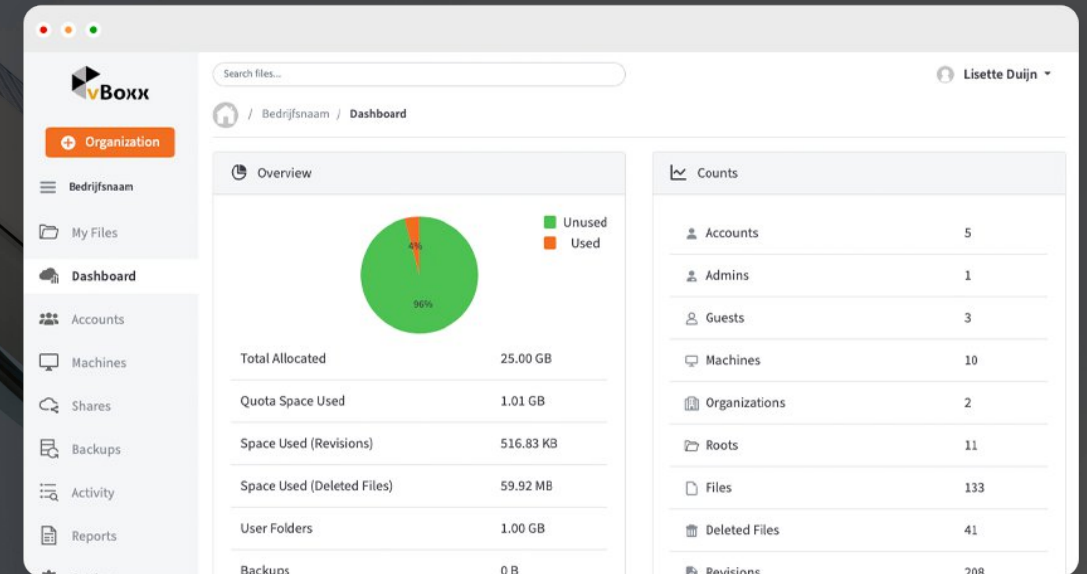 vBoxx
Search files...
Lisette Duijn
/ Bedrijfsnaam / Dashboard
Organization
Bedrijfsnaam
My Files
Dashboard
Accounts
Machines
Shares
Backups
Activity
Reports
Overview
Unused
Used
4%
96%
Total Allocated 25.00 GB
Quota Space Used 1.01 GB
Space Used (Revisions) 516.83 KB
Space Used (Deleted Files) 59.92 MB
User Folders 1.00 GB
Backups 0 B
Counts
Accounts 5
Admins 1
Guests 3
Machines 10
Organizations 2
Roots 11
Files 133
Deleted Files 41
Revisions 208